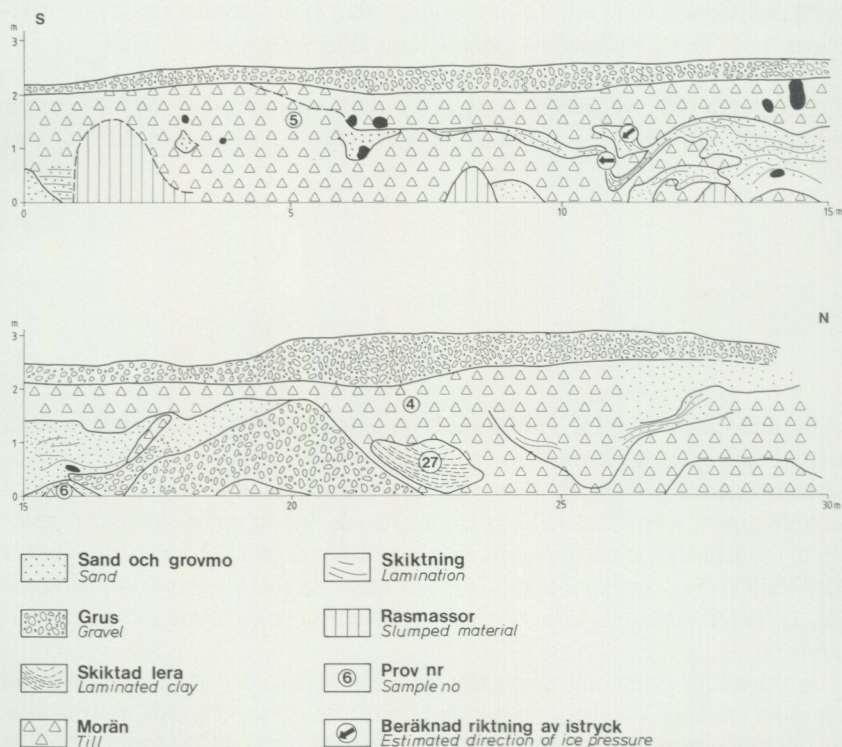 S
m
3
2
1
0
5
0
5
10
15 m
N
m
3
2
1
0
4
27
6
15
20
25
30 m
Sand och grovmo
Sand
Skiktning
Lamination
Grus
Gravel
Rasmassor
Slumped material
Skiktad lera
Laminated clay
6
Prov nr
Sample no
Morän
Till
Beräknad riktning av istryck
Estimated direction of ice pressure